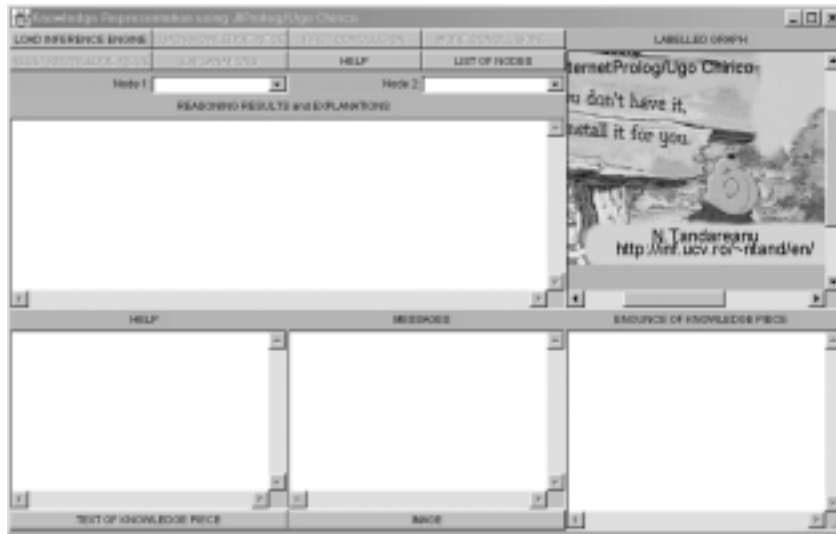 Knowledge Representation using JIProlog/Ugo Chirico
LOAD INFERENCE ENGINE
LABELLED GRAPH
HELP
LIST OF NODES
Node 1:
Node 2:
REASONING RESULTS and EXPLANATIONS
ternetProlog/Ugo Chirico
u don't have it,
nstall it for you.
N.Tandareanu
http://inf.ucv.ro/~ntand/en/
HELP
MESSAGES
ENOUNCE OF KNOWLEDGE PIECE
TEXT OF KNOWLEDGE PIECE
IMAGE